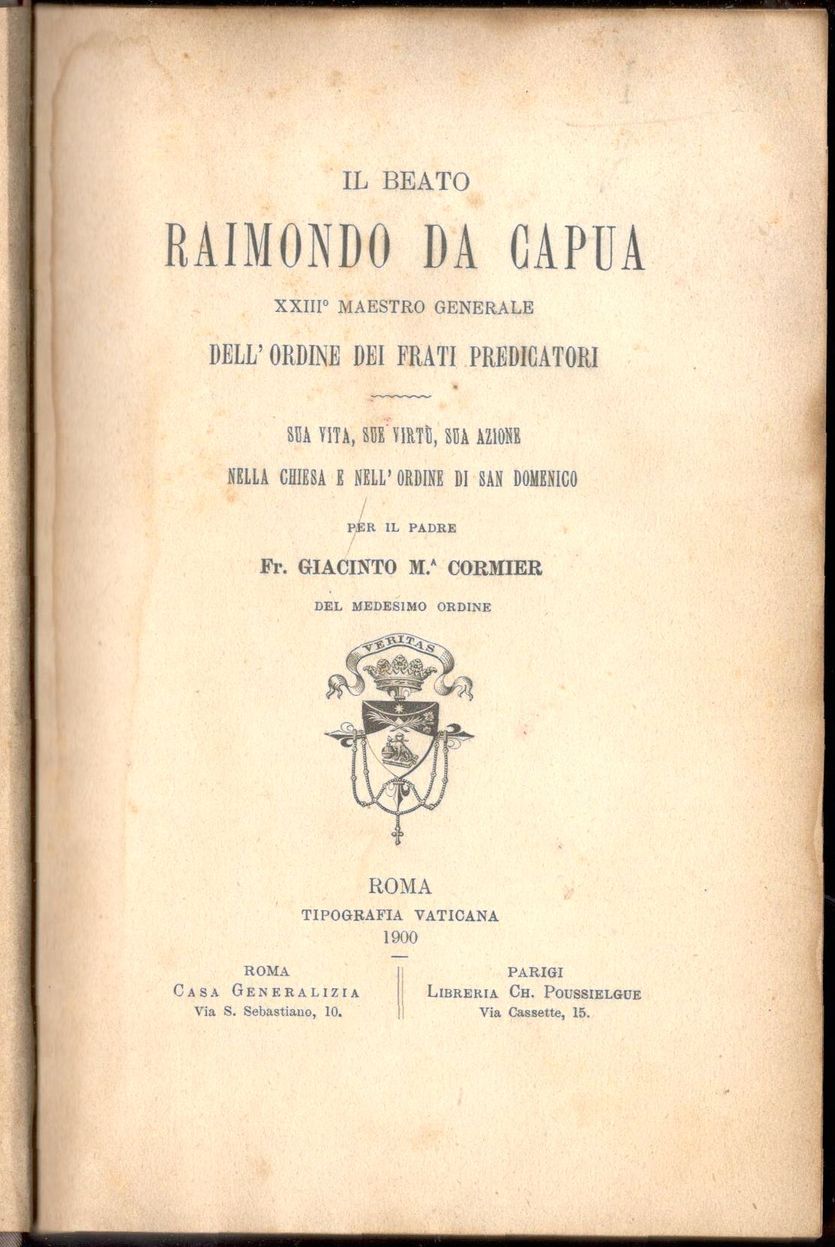 IL BEATO
RAIMONDO DA CAPUA
XXIIIº MAESTRO GENERALE
DELL' ORDINE DEI FRATI PREDICATORI
SUA VITA, SUE VIRTÙ, SUA AZIONE
NELLA CHIESA E NELL' ORDINE DI SAN DOMENICO
PER IL PADRE
Fr. GIACINTO M.ᴬ CORMIER
DEL MEDESIMO ORDINE
VERITAS
ROMA
TIPOGRAFIA VATICANA
1900
ROMA
CASA GENERALIZIA
Via S. Sebastiano, 10.
PARIGI
LIBRERIA CH. POUSSIELGUE
Via Cassette, 15.